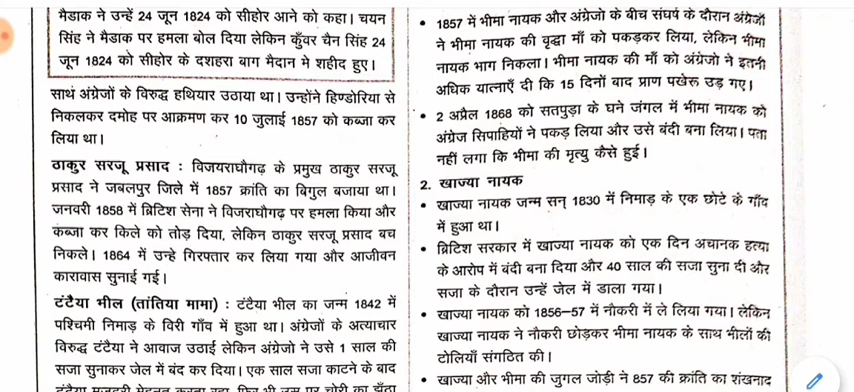 मैडाक ने उन्हें 24 जून 1824 को सीहोर आने को कहा। चयन
सिंह ने मैडाक पर हमला बोल दिया लेकिन कुँवर चैन सिंह 24
जून 1824 को सीहोर के दशहरा बाग मैदान मे शहीद हुए।
साथं अंग्रेजों के विरुद्ध हथियार उठाया था। उन्होंने हिण्डोरिया से
निकलकर दमोह पर आक्रमण कर 10 जुलाई 1857 को कब्जा कर
लिया था।
ठाकुर सरजू प्रसाद : विजयराघौगढ़ के प्रमुख ठाकुर सरजू
प्रसाद ने जबलपुर जिले में 1857 क्रांति का बिगुल बजाया था।
जनवरी 1858 में ब्रिटिश सेना ने विजराघौगढ़ पर हमला किया और
कंब्जा कर किले को तोड़ दिया, लेकिन ठाकुर सरजू प्रसाद बच
निकले। 1864 में उन्हे गिरफ्तार कर लिया गया और आजीवन
कारावास सुनाई गई।
टंटैया भील (तांतिया मामा) : टंटैया भील का जन्म 1842 में
पश्चिमी निमाड़ के विरी गाँव में हुआ था। अंग्रेजों के अत्याचार
विरुद्ध टंटैया ने आवाज उठाई लेकिन अंग्रेजो ने उसे 1 साल की
सजा सुनाकर जेल में बंद कर दिया। एक साल सजा काटने के बाद
टंटैया मजदूरी मेहनत करता रहा, फिर भी उस पर चोरी का झूंठा
• 1857 में भीमा नायक और अंग्रेजो के बीच संघर्ष के दौरान अंग्रेजों
ने भीमा नायक की वृद्धा माँ को पकड़कर लिया, लेकिन भीमा
नायक भाग निकला। भीमा नायक की माँ को अंग्रेजो ने इतनी
अधिक यात्नाएँ दी कि 15 दिनों बाद प्राण पखेरू उड़ गए।
• 2 अप्रैल 1868 को सतपुड़ा के घने जंगल में भीमा नायक को
अंग्रेज सिपाहियों ने पकड़ लिया और उसे बंदी बना लिया। पता
नहीं लगा कि भीमा की मृत्यु कैसे हुई।
2. खाज्या नायक
• खाज्या नायक जन्म सन् 1830 में निमाड़ के एक छोटे के गाँव
में हुआ था।
• ब्रिटिश सरकार में खाज्या नायक को एक दिन अचानक हत्या
के आरोप में बंदी बना दिया और 40 साल की सजा सुना दी और
सजा के दौरान उन्हें जेल में डाला गया।
• खाज्या नायक को 1856–57 में नौकरी में ले लिया गया। लेकिन
खाज्या नायक ने नौकरी छोड़कर भीमा नायक के साथ भीलों की
टोलियाँ संगठित की।
• खाज्या और भीमा की जुगल जोड़ी ने 857 की क्रांति का शंखनाद